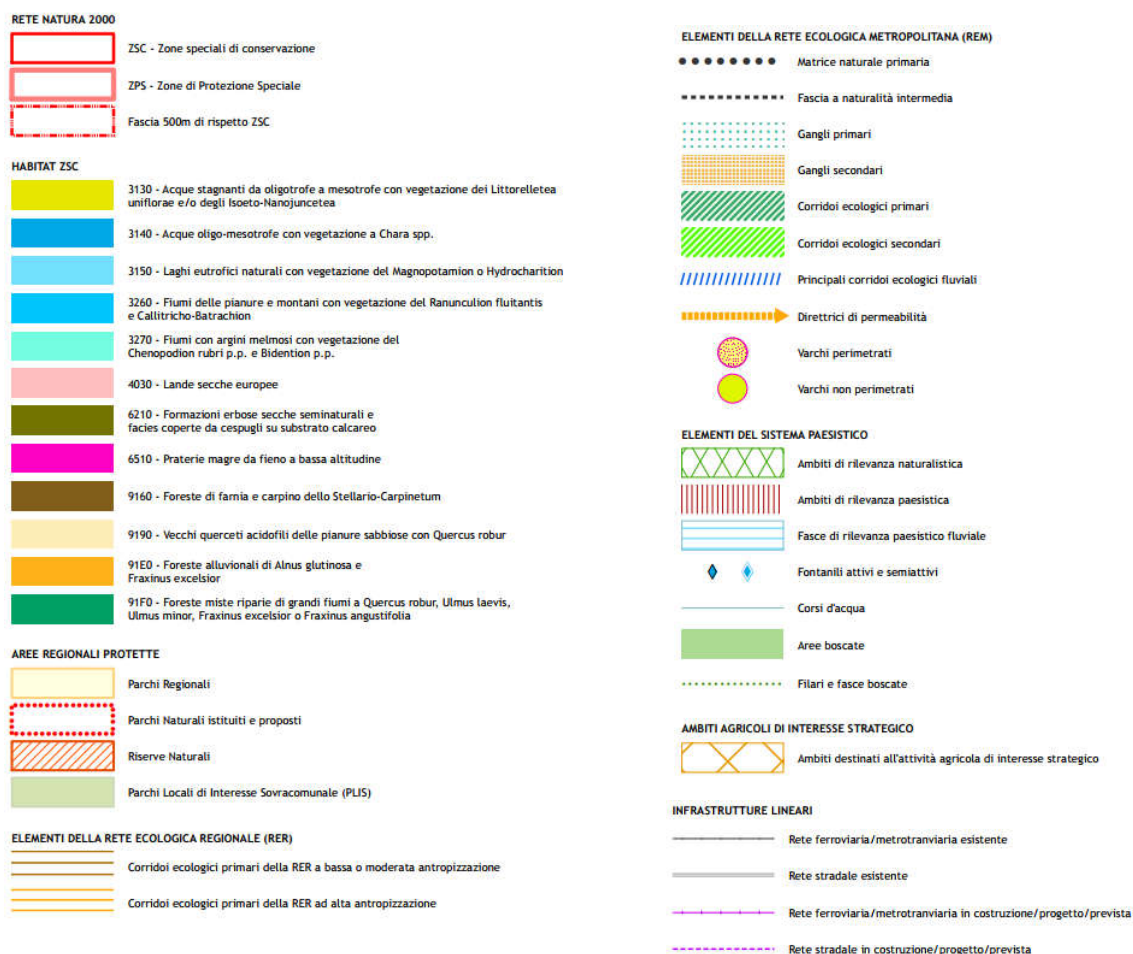 RETE NATURA 2000
ZSC - Zone speciali di conservazione
ZPS - Zone di Protezione Speciale
Fascia 500m di rispetto ZSC
HABITAT ZSC
3130 - Acque stagnanti da oligotrofe a mesotrofe con vegetazione dei Littorelletea
uniflorae e/o degli Isoeto-Nanojuncetea
3140 - Acque oligo-mesotrofe con vegetazione a Chara spp.
3150 - Laghi eutrofici naturali con vegetazione del Magnopotamion o Hydrocharition
3260 - Fiumi delle pianure e montani con vegetazione del Ranunculion fluitantis
e Callitricho-Batrachion
3270 - Fiumi con argini melmosi con vegetazione del
Chenopodion rubri p.p. e Bidention p.p.
4030 - Lande secche europee
6210 - Formazioni erbose secche seminaturali e
facies coperte da cespugli su substrato calcareo
6510 - Praterie magre da fieno a bassa altitudine
9160 - Foreste di farnia e carpino dello Stellario-Carpinetum
9190 - Vecchi querceti acidofili delle pianure sabbiose con Quercus robur
91E0 - Foreste alluvionali di Alnus glutinosa e
Fraxinus excelsior
91F0 - Foreste miste riparie di grandi fiumi a Quercus robur, Ulmus laevis,
Ulmus minor, Fraxinus excelsior o Fraxinus angustifolia
AREE REGIONALI PROTETTE
Parchi Regionali
Parchi Naturali istituiti e proposti
Riserve Naturali
Parchi Locali di Interesse Sovracomunale (PLIS)
ELEMENTI DELLA RETE ECOLOGICA REGIONALE (RER)
Corridoi ecologici primari della RER a bassa o moderata antropizzazione
Corridoi ecologici primari della RER ad alta antropizzazione
ELEMENTI DELLA RETE ECOLOGICA METROPOLITANA (REM)
Matrice naturale primaria
Fascia a naturalità intermedia
Gangli primari
Gangli secondari
Corridoi ecologici primari
Corridoi ecologici secondari
Principali corridoi ecologici fluviali
Direttrici di permeabilità
Varchi perimetrati
Varchi non perimetrati
ELEMENTI DEL SISTEMA PAESISTICO
Ambiti di rilevanza naturalistica
Ambiti di rilevanza paesistica
Fasce di rilevanza paesistico fluviale
Fontanili attivi e semiattivi
Corsi d'acqua
Aree boscate
Filari e fasce boscate
AMBITI AGRICOLI DI INTERESSE STRATEGICO
Ambiti destinati all'attività agricola di interesse strategico
INFRASTRUTTURE LINEARI
Rete ferroviaria/metrotranviaria esistente
Rete stradale esistente
Rete ferroviaria/metrotranviaria in costruzione/progetto/prevista
Rete stradale in costruzione/progetto/prevista